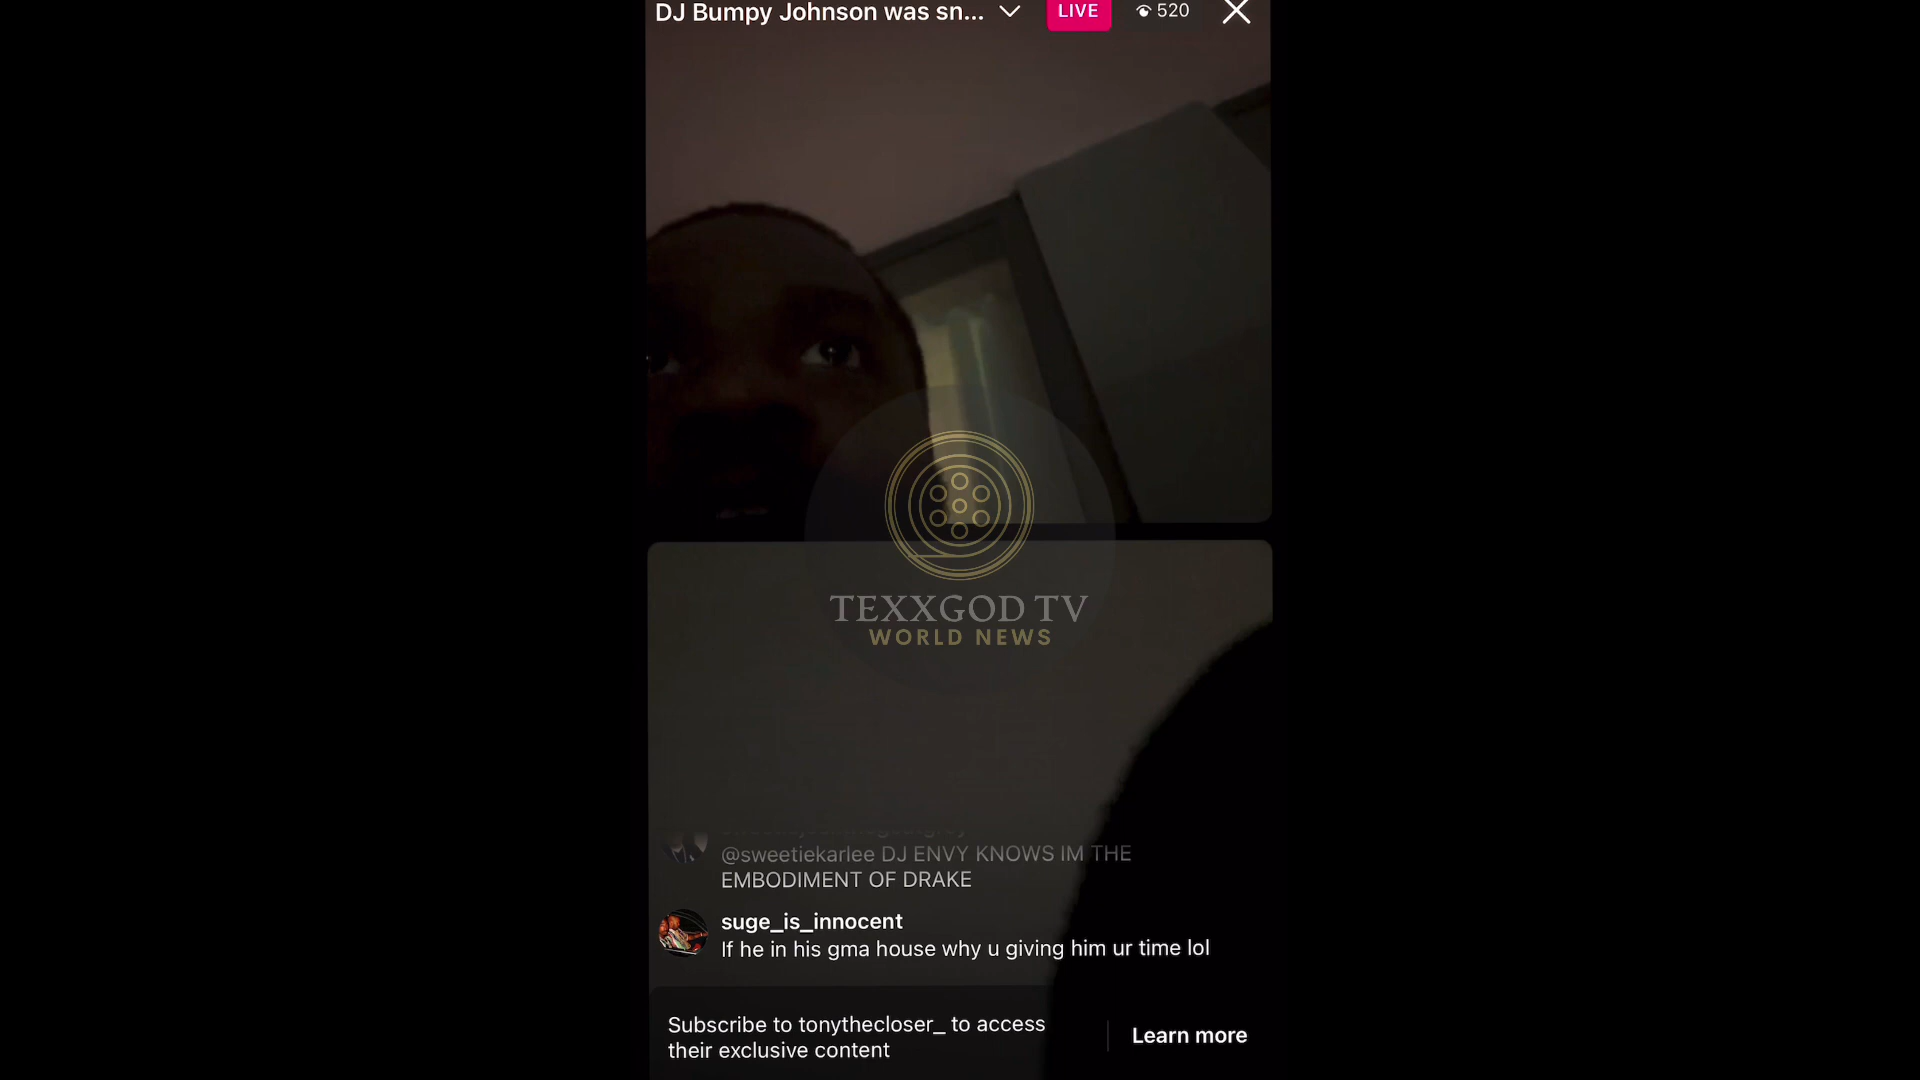 DJ Bumpy Johnson was sn...
LIVE
520
TEXXGOD TV
WORLD NEWS
@sweetiekarlee DJ ENVY KNOWS IM THE
EMBODIMENT OF DRAKE
suge_is_innocent
If he in his gma house why u giving him ur time lol
Subscribe to tonythecloser_ to access
their exclusive content
Learn more